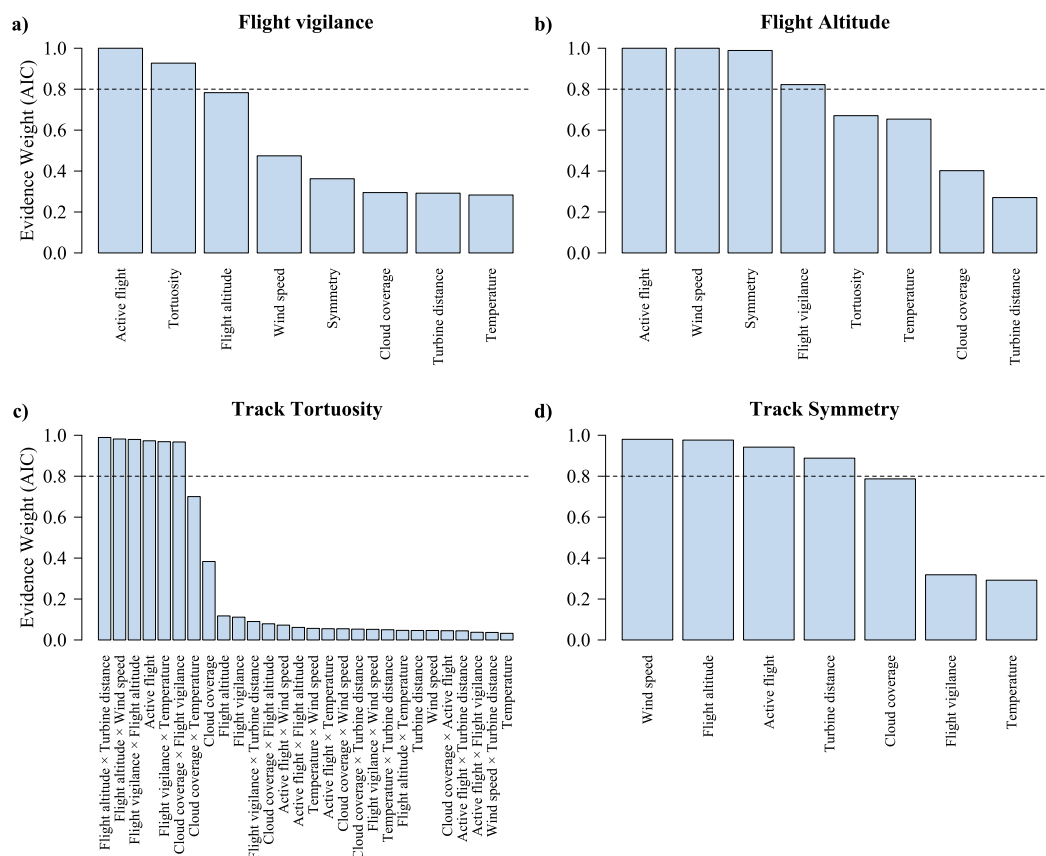 a)
Flight vigilance
Evidence Weight (AIC)
1.0
0.8
0.6
0.4
0.2
0.0
Active flight
Tortuosity
Flight altitude
Wind speed
Symmetry
Cloud coverage
Turbine distance
Temperature
b)
Flight Altitude
1.0
0.8
0.6
0.4
0.2
0.0
Active flight
Wind speed
Symmetry
Flight vigilance
Tortuosity
Temperature
Cloud coverage
Turbine distance
c)
Track Tortuosity
Evidence Weight (AIC)
1.0
0.8
0.6
0.4
0.2
0.0
Flight altitude × Turbine distance
Flight altitude × Wind speed
Flight vigilance × Flight altitude
Active flight
Flight vigilance × Temperature
Cloud coverage × Flight vigilance
Cloud coverage × Temperature
Cloud coverage
Flight altitude
Flight vigilance
Flight vigilance × Turbine distance
Cloud coverage × Flight altitude
Active flight × Wind speed
Active flight × Flight altitude
Temperature × Wind speed
Active flight × Temperature
Cloud coverage × Wind speed
Cloud coverage × Turbine distance
Flight vigilance × Wind speed
Temperature × Turbine distance
Flight altitude × Temperature
Turbine distance
Wind speed
Cloud coverage × Active flight
Active flight × Turbine distance
Active flight × Flight vigilance
Wind speed × Turbine distance
Temperature
d)
Track Symmetry
1.0
0.8
0.6
0.4
0.2
0.0
Wind speed
Flight altitude
Active flight
Turbine distance
Cloud coverage
Flight vigilance
Temperature